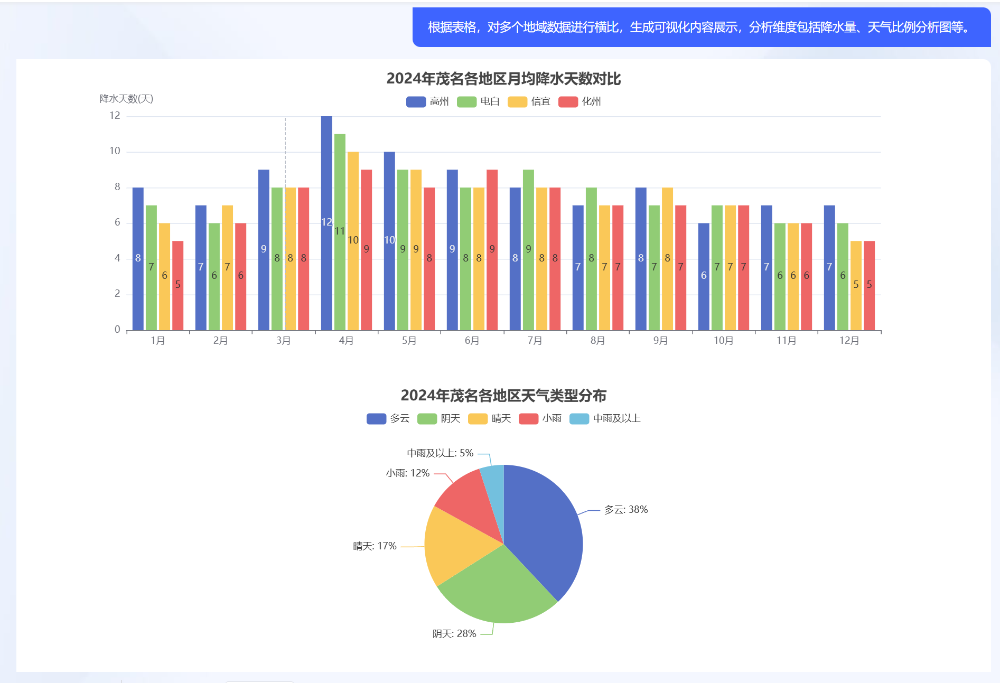 根据表格，对多个地域数据进行横比，生成可视化内容展示，分析维度包括降水量、天气比例分析图等。
2024年茂名各地区月均降水天数对比
降水天数(天)
高州 电白 信宜 化州
12
10
8
6
4
2
0
8 7 6 5
7 6 7 6
9 8 8 8
12 11 10 9
10 9 9 8
9 8 8 9
8 9 8 8
7 8 7 7
8 7 8 7
6 7 7 7
7 6 6 6
7 6 5 5
1月 2月 3月 4月 5月 6月 7月 8月 9月 10月 11月 12月
2024年茂名各地区天气类型分布
多云 阴天 晴天 小雨 中雨及以上
中雨及以上: 5%
小雨: 12%
多云: 38%
晴天: 17%
阴天: 28%